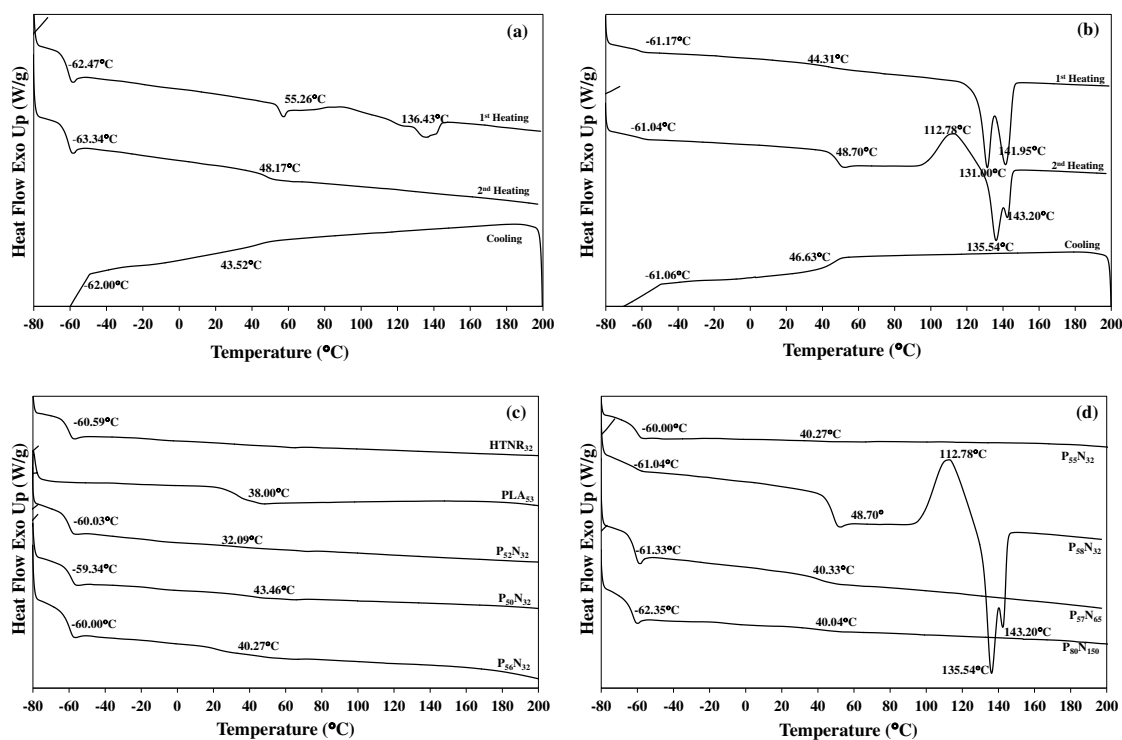 (a)
-62.47°C
55.26°C
136.43°C
1st Heating
-63.34°C
48.17°C
2nd Heating
Cooling
43.52°C
-62.00°C
Heat Flow Exo Up (W/g)
-80 -60 -40 -20 0 20 40 60 80 100 120 140 160 180 200
Temperature (°C)
(b)
-61.17°C
44.31°C
1st Heating
-61.04°C
112.78°C
48.70°C
141.95°C
131.00°C
2nd Heating
143.20°C
135.54°C
Cooling
46.63°C
-61.06°C
Heat Flow Exo Up (W/g)
-80 -60 -40 -20 0 20 40 60 80 100 120 140 160 180 200
Temperature (°C)
(c)
-60.59°C
HTNR32
38.00°C
PLA53
-60.03°C
32.09°C
P52N32
-59.34°C
43.46°C
P50N32
-60.00°C
40.27°C
P56N32
Heat Flow Exo Up (W/g)
-80 -60 -40 -20 0 20 40 60 80 100 120 140 160 180 200
Temperature (°C)
(d)
-60.00°C
40.27°C
P55N32
112.78°C
-61.04°C
48.70°
P58N32
-61.33°C
40.33°C
P57N65
-62.35°C
40.04°C
143.20°C
P80N150
135.54°C
Heat Flow Exo Up (W/g)
-80 -60 -40 -20 0 20 40 60 80 100 120 140 160 180 200
Temperature (°C)